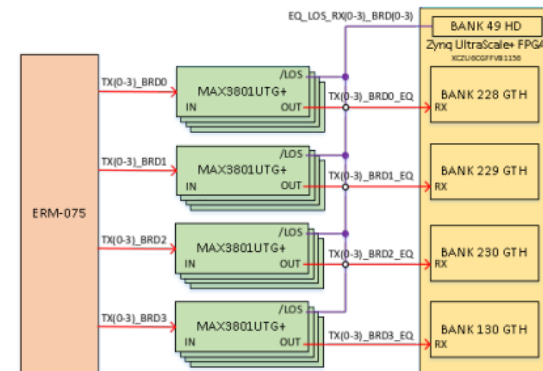 EQ_LOS_RX(0-3)_BRD(0-3)
BANK 49 HD
Zynq UltraScale+ FPGA
XCZU6CGFFVB1156
ERM-075
TX(0-3)_BRD0
MAX3801UTG+
/LOS
IN
OUT
TX(0-3)_BRD0_EQ
BANK 228 GTH
RX
TX(0-3)_BRD1
MAX3801UTG+
/LOS
IN
OUT
TX(0-3)_BRD1_EQ
BANK 229 GTH
RX
TX(0-3)_BRD2
MAX3801UTG+
/LOS
IN
OUT
TX(0-3)_BRD2_EQ
BANK 230 GTH
RX
TX(0-3)_BRD3
MAX3801UTG+
/LOS
IN
OUT
TX(0-3)_BRD3_EQ
BANK 130 GTH
RX